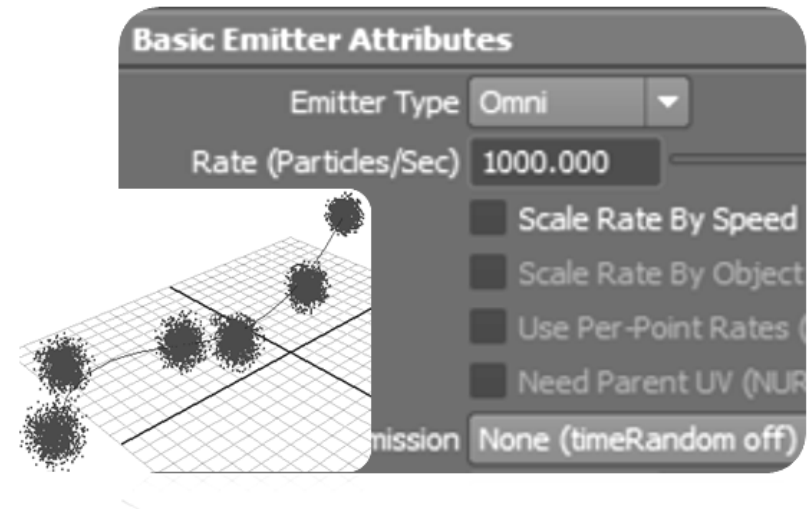 Basic Emitter Attributes
Emitter Type Omni
Rate (Particles/Sec) 1000.000
Scale Rate By Speed
Scale Rate By Object
Use Per-Point Rates (
Need Parent UV (NUR
mission None (timeRandom off)